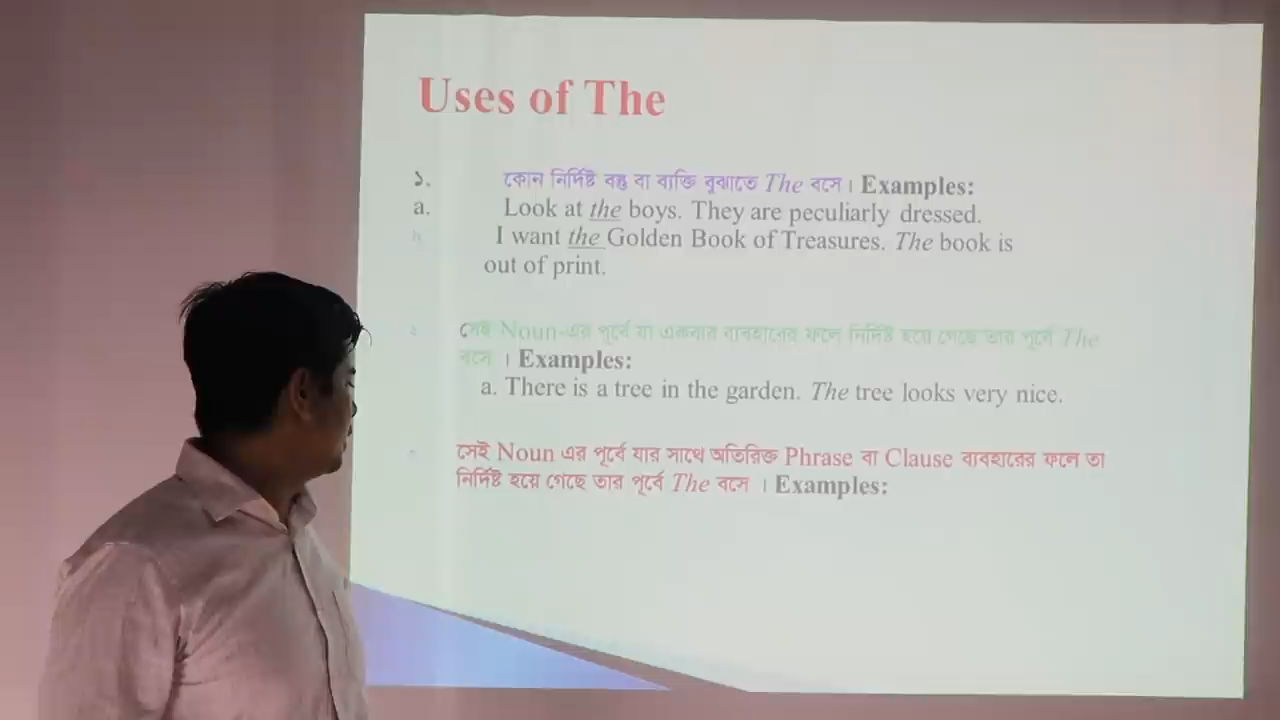 Uses of The
১. কোন নির্দিষ্ট বস্তু বা ব্যক্তি বুঝাতে The বসে। Examples:
a. Look at the boys. They are peculiarly dressed.
b. I want the Golden Book of Treasures. The book is
out of print.
২. সেই Noun-এর পূর্বে যা একবার ব্যবহারের ফলে নির্দিষ্ট হয়ে গেছে তার পূর্বে The
বসে । Examples:
a. There is a tree in the garden. The tree looks very nice.
সেই Noun এর পূর্বে যার সাথে অতিরিক্ত Phrase বা Clause ব্যবহারের ফলে তা
নির্দিষ্ট হয়ে গেছে তার পূর্বে The বসে । Examples: